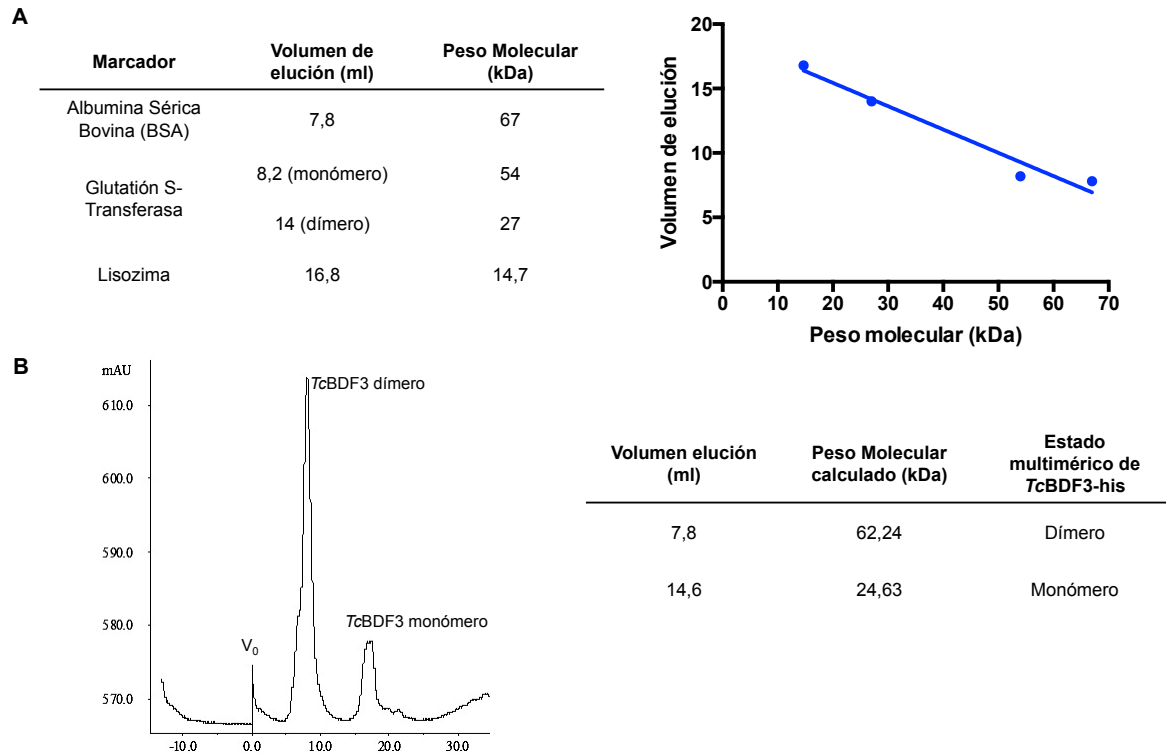 A
Marcador
Volumen de
elución (ml)
Peso Molecular
(kDa)
Albumina Sérica
Bovina (BSA)
7,8
67
Glutatión S-
Transferasa
8,2 (monómero)
54
14 (dímero)
27
Lisozima
16,8
14,7
Volumen de elución
20
15
10
5
0
0 10 20 30 40 50 60 70
Peso molecular (kDa)
B
mAU
610.0
600.0
590.0
580.0
570.0
TcBDF3 dímero
TcBDF3 monómero
V0
-10.0 0.0 10.0 20.0 30.0
Volumen elución
(ml)
Peso Molecular
calculado (kDa)
Estado
multimérico de
TcBDF3-his
7,8
62,24
Dímero
14,6
24,63
Monómero